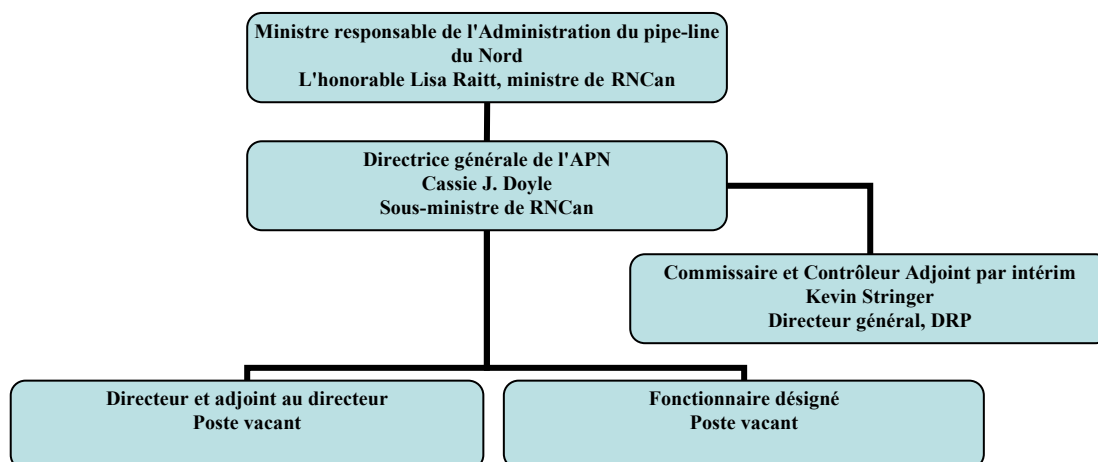 Ministre responsable de l'Administration du pipe-line
du Nord
L'honorable Lisa Raitt, ministre de RNCan
Directrice générale de l'APN
Cassie J. Doyle
Sous-ministre de RNCan
Commissaire et Contrôleur Adjoint par intérim
Kevin Stringer
Directeur général, DRP
Directeur et adjoint au directeur
Poste vacant
Fonctionnaire désigné
Poste vacant